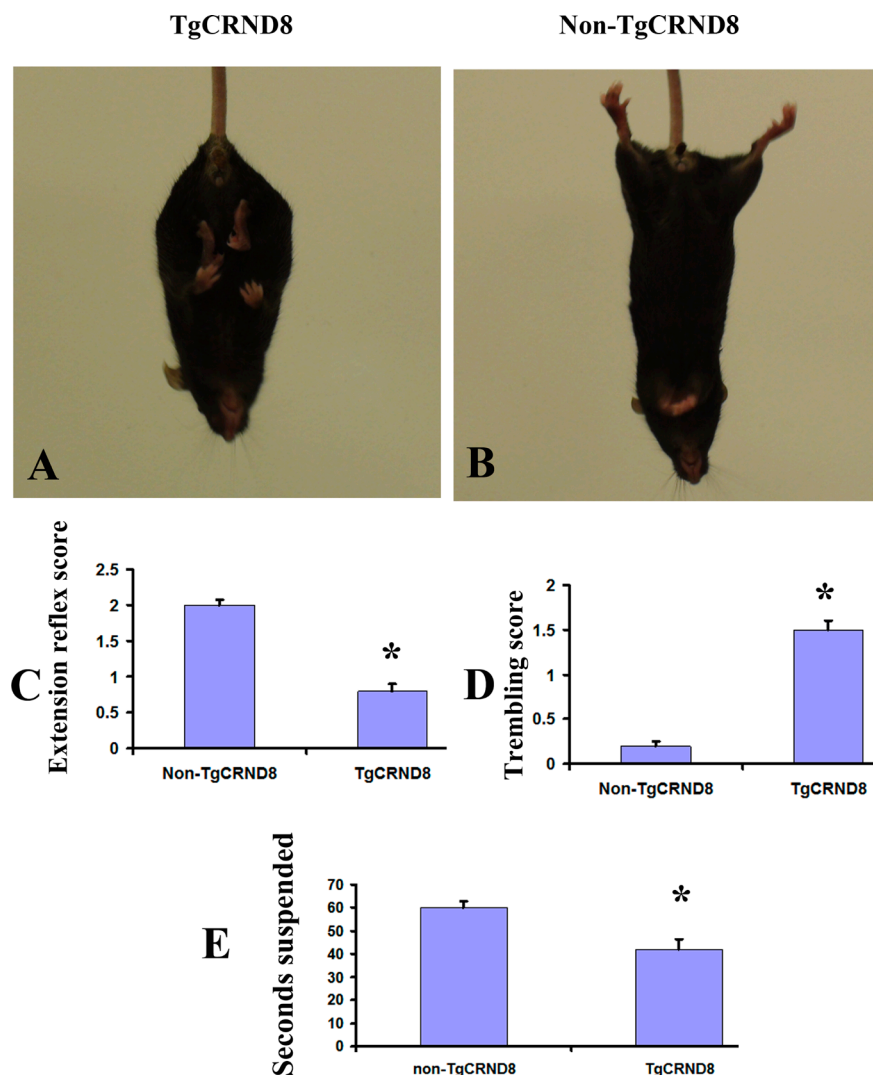 TgCRND8
Non-TgCRND8
A
B
C
Extension reflex score
2.5
2
1.5
1
0.5
0
*
Non-TgCRND8
TgCRND8
D
Trembling score
2
1.5
1
0.5
0
*
Non-TgCRND8
TgCRND8
E
Seconds suspended
70
60
50
40
30
20
10
0
*
non-TgCRND8
TgCRND8